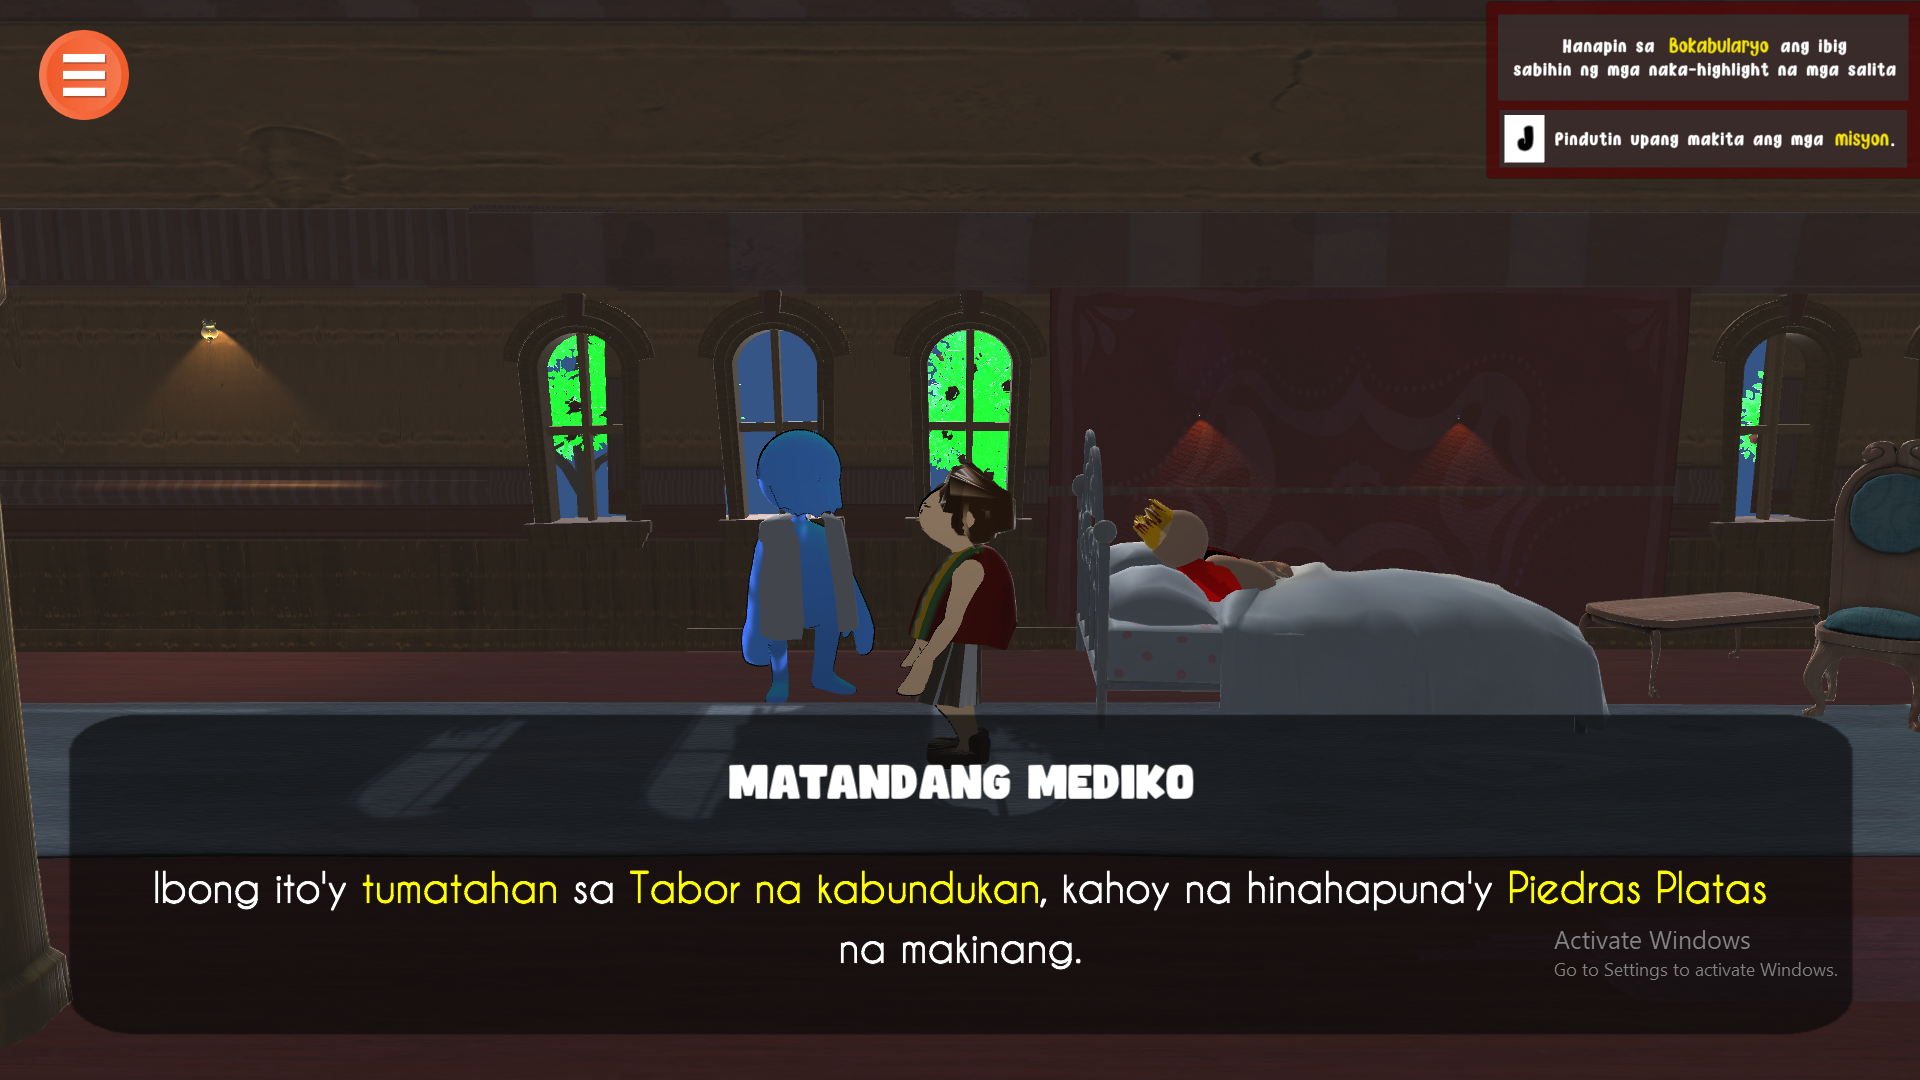 Hanapin sa Bokabularyo ang ibig
sabihin ng mga naka-highlight na mga salita
J Pindutin upang makita ang mga misyon.
MATANDANG MEDIKO
Ibong ito'y tumatahan sa Tabor na kabundukan, kahoy na hinahapuna'y Piedras Platas
na makinang.
Activate Windows
Go to Settings to activate Windows.